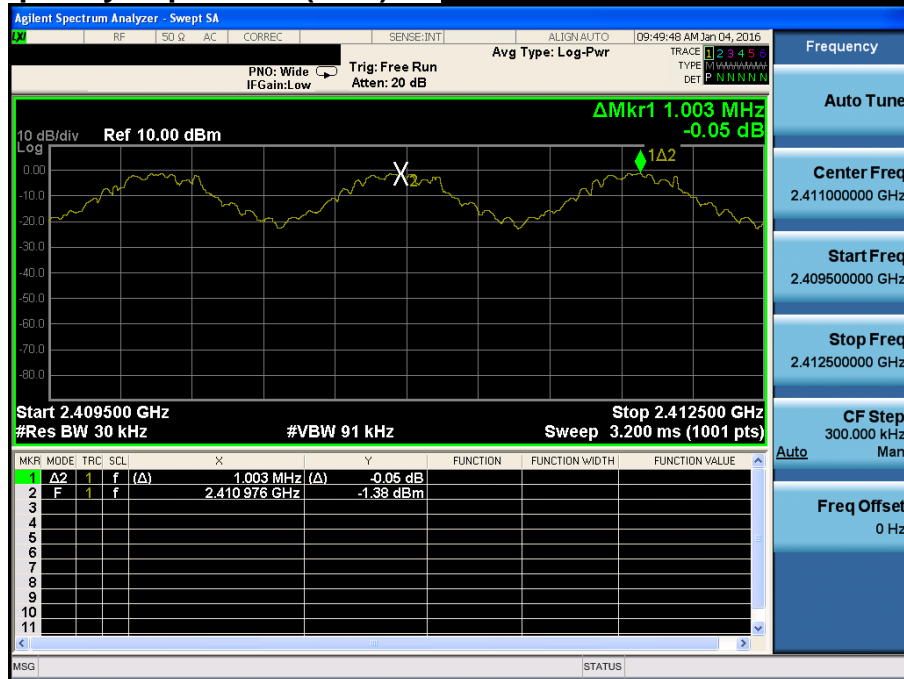 Agilent Spectrum Analyzer - Swept SA
LXI RF 50 Ω AC CORREC SENSE:INT ALIGN AUTO 09:49:48 AM Jan 04, 2016
Avg Type: Log-Pwr TRACE 1 2 3 4 5 6
PNO: Wide Trig: Free Run TYPE M WWWWW
IFGain:Low Atten: 20 dB DET P N N N N N
ΔMkr1 1.003 MHz
-0.05 dB
10 dB/div Ref 10.00 dBm
Log
1Δ2
0.00
2
-10.0
-20.0
-30.0
-40.0
-50.0
-60.0
-70.0
-80.0
Start 2.409500 GHz Stop 2.412500 GHz
#Res BW 30 kHz #VBW 91 kHz Sweep 3.200 ms (1001 pts)
MKR MODE TRC SCL X Y FUNCTION FUNCTION WIDTH FUNCTION VALUE
1 Δ2 1 f (Δ) 1.003 MHz (Δ) -0.05 dB
2 F 1 f 2.410 976 GHz -1.38 dBm
3
4
5
6
7
8
9
10
11
MSG STATUS
Frequency
Auto Tune
Center Freq
2.411000000 GHz
Start Freq
2.409500000 GHz
Stop Freq
2.412500000 GHz
CF Step
300.000 kHz
Auto Man
Freq Offset
0 Hz